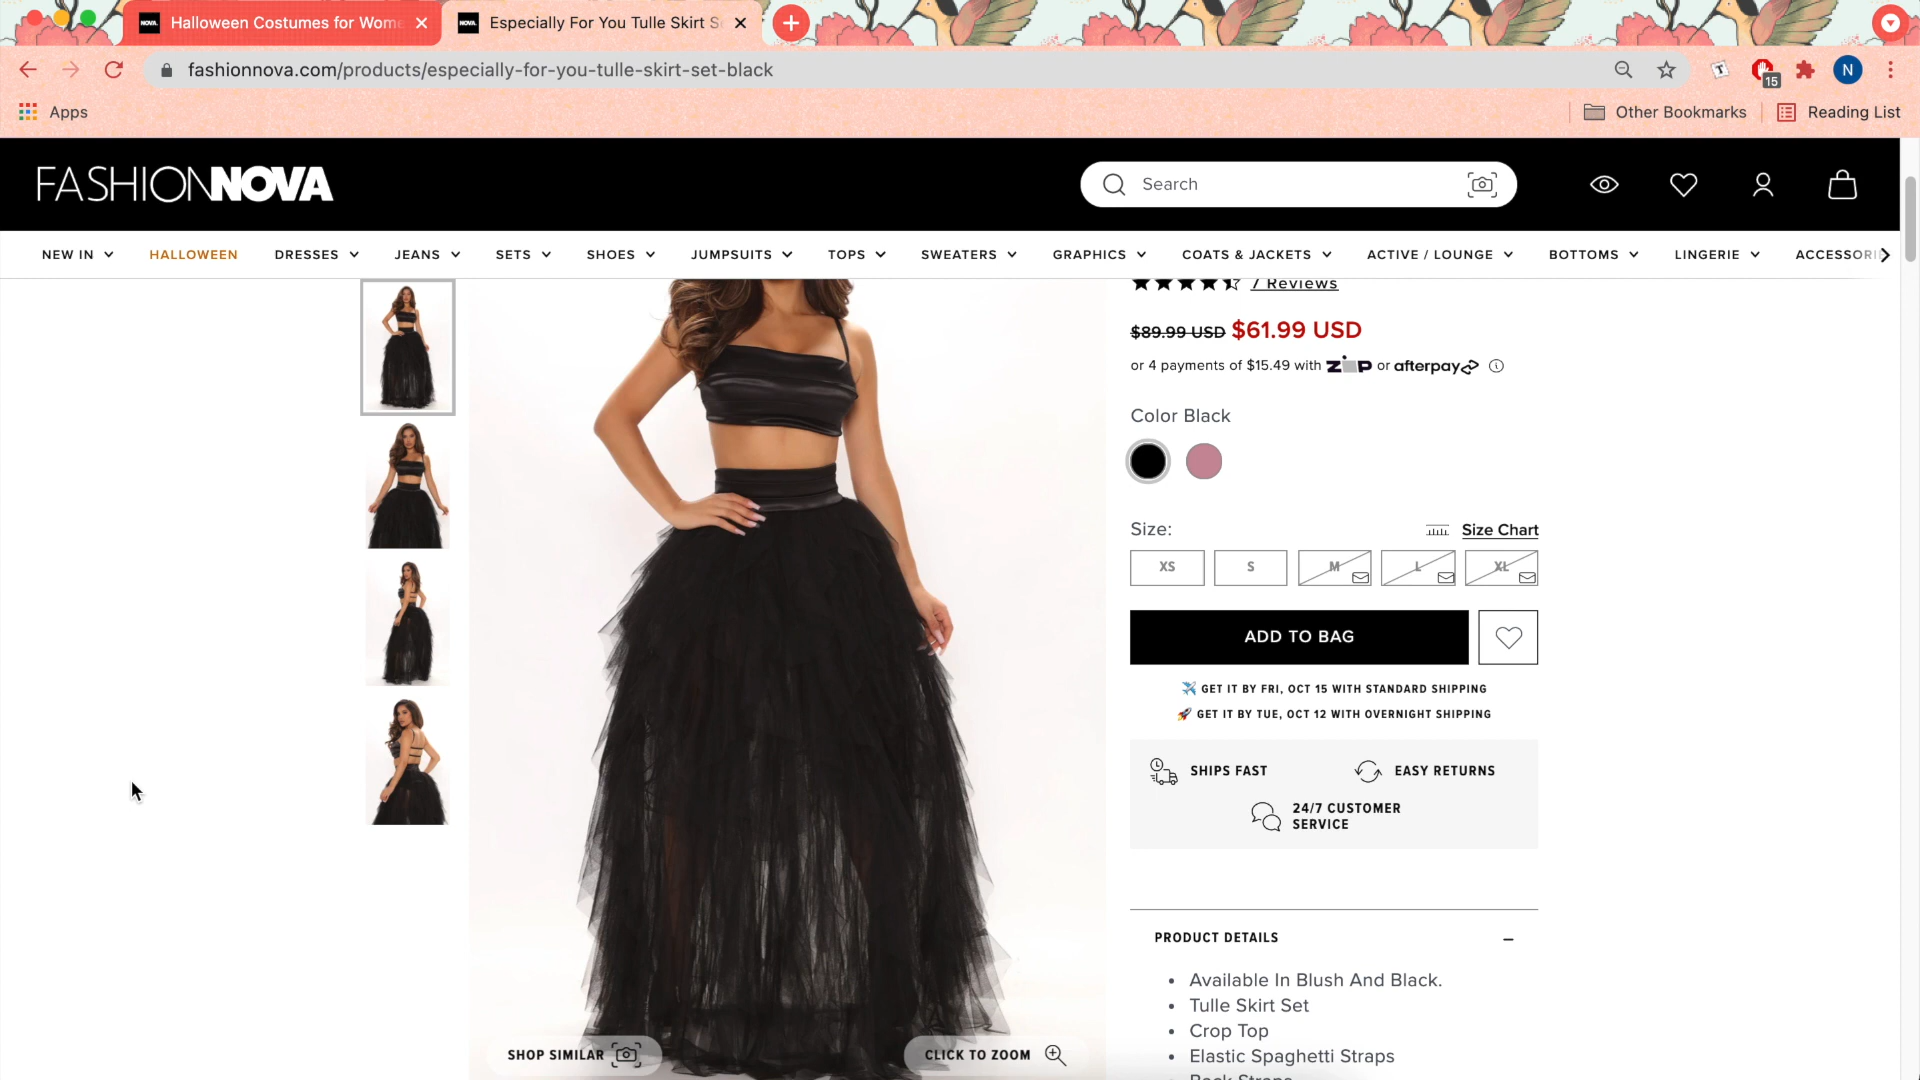 NOVA. Halloween Costumes for Wome
NOVA. Especially For You Tulle Skirt S
fashionnova.com/products/especially-for-you-tulle-skirt-set-black
15
N
Apps
Other Bookmarks
Reading List
FASHIONNOVA
Search
NEW IN
HALLOWEEN
DRESSES
JEANS
SETS
SHOES
JUMPSUITS
TOPS
SWEATERS
GRAPHICS
COATS & JACKETS
ACTIVE / LOUNGE
BOTTOMS
LINGERIE
ACCESSORI
7 Reviews
$89.99 USD $61.99 USD
or 4 payments of $15.49 with ZIP or afterpay
Color Black
Size:
Size Chart
XS
S
M
L
XL
ADD TO BAG
GET IT BY FRI, OCT 15 WITH STANDARD SHIPPING
GET IT BY TUE, OCT 12 WITH OVERNIGHT SHIPPING
SHIPS FAST
EASY RETURNS
24/7 CUSTOMER
SERVICE
PRODUCT DETAILS
• Available In Blush And Black.
• Tulle Skirt Set
• Crop Top
• Elastic Spaghetti Straps
Back Straps
SHOP SIMILAR
CLICK TO ZOOM